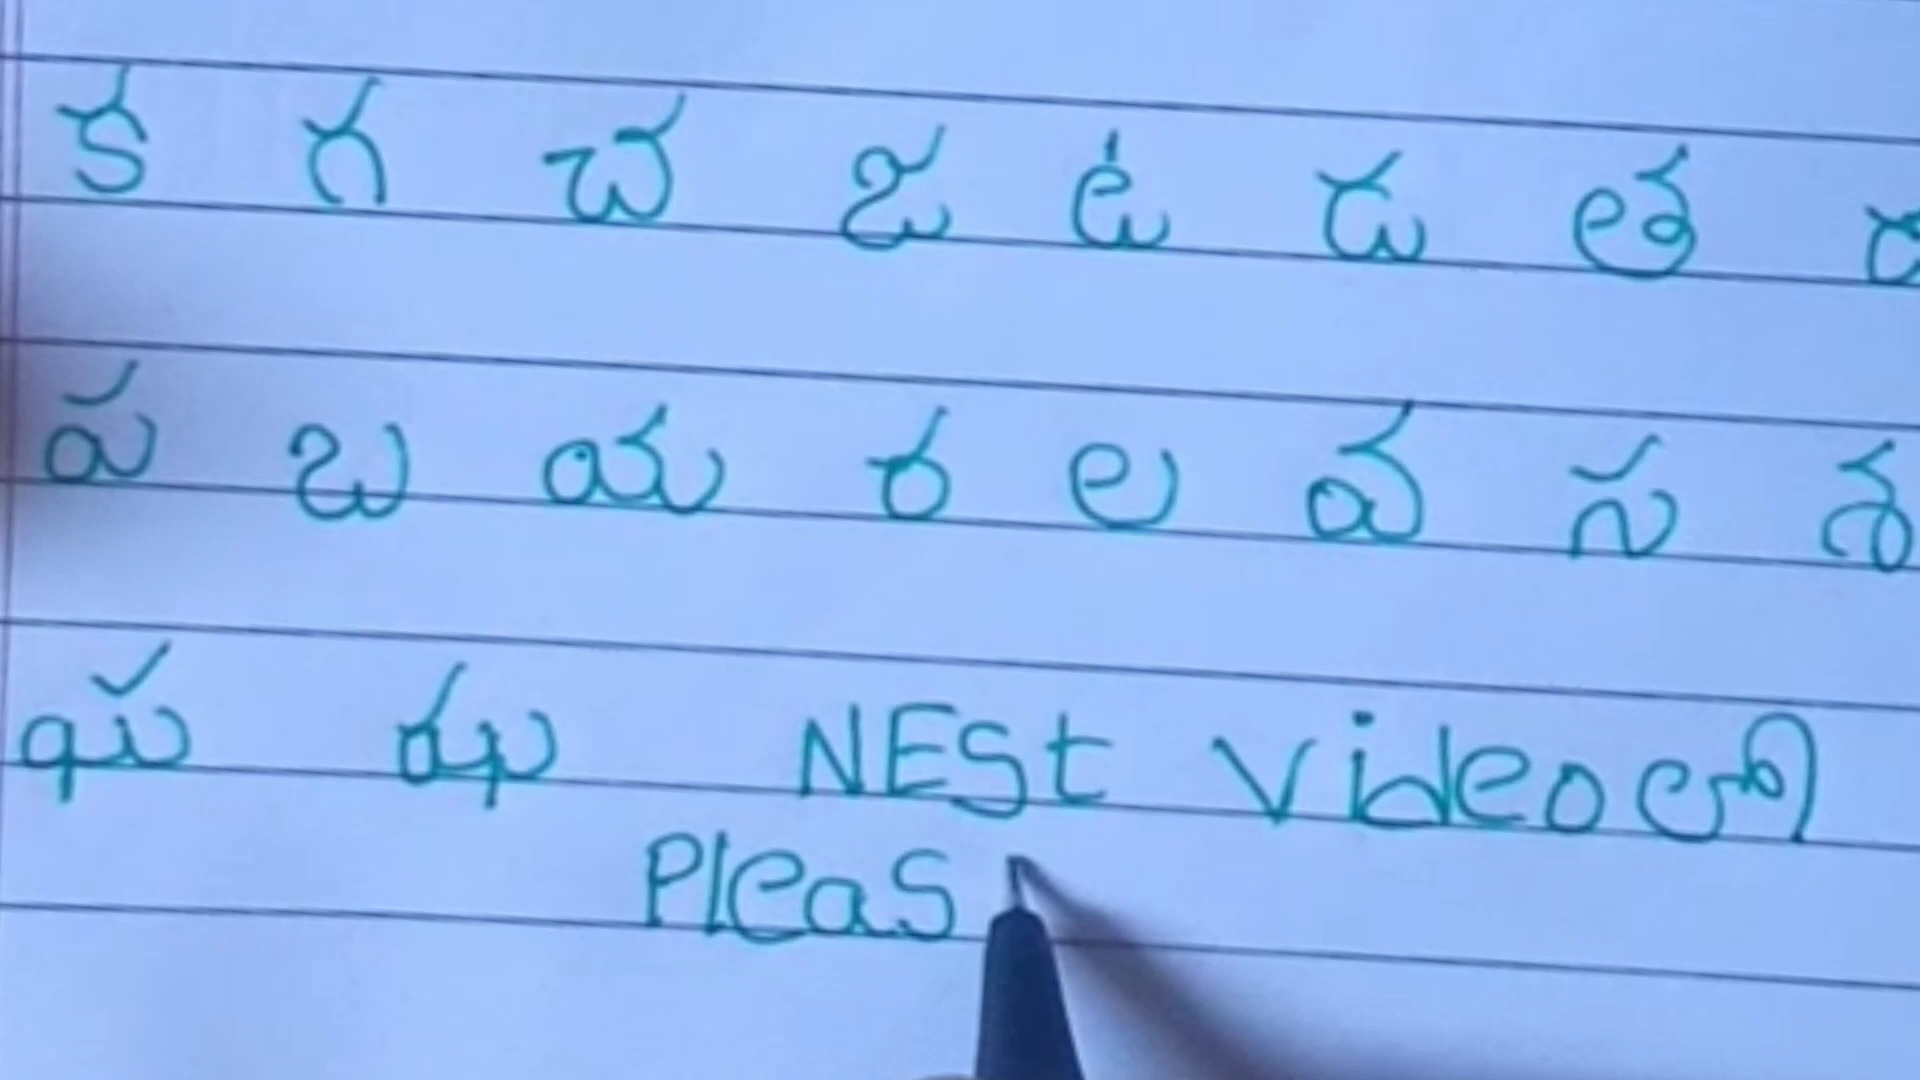 క గ చ జ ట డ త ద
ప బ య ర ల వ స శ
ఘ ఝ NESt Videoలో
Pleas